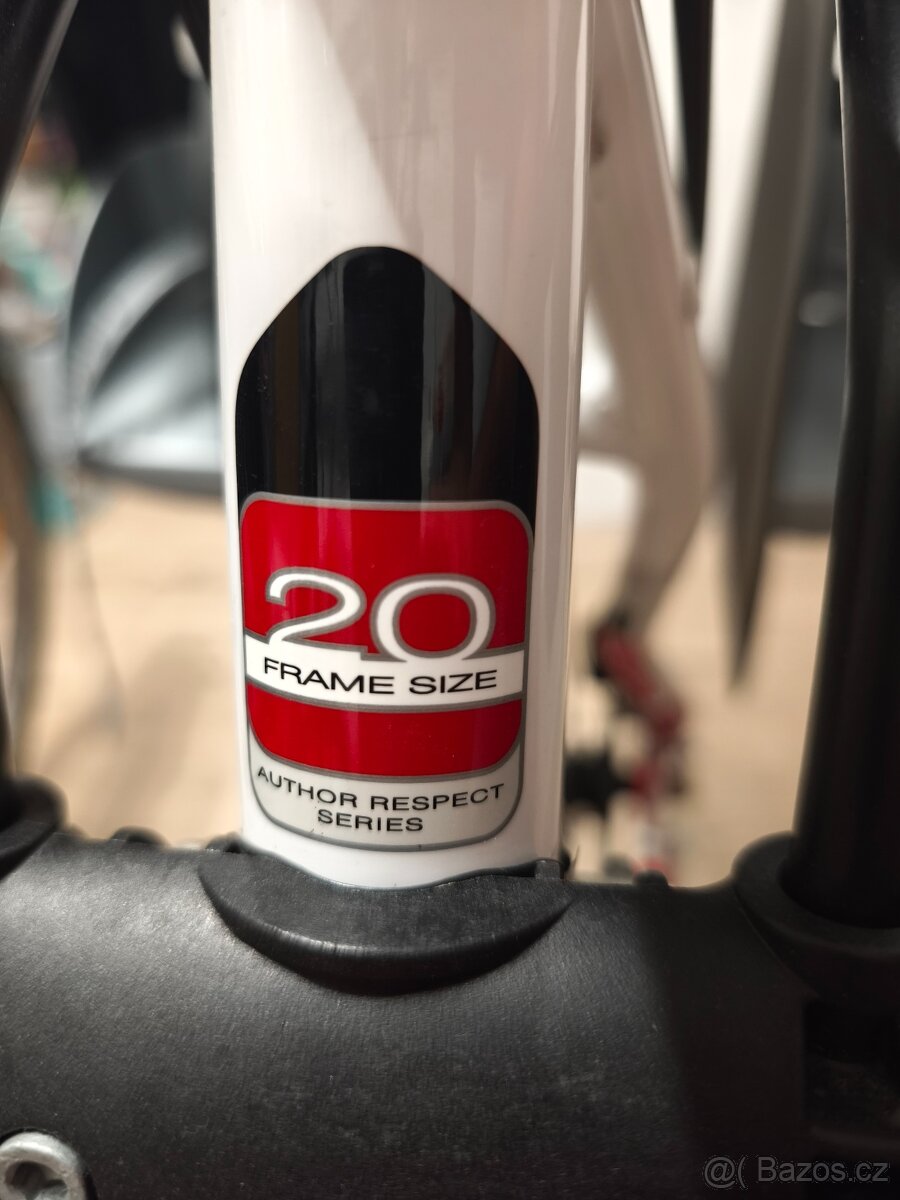 20
FRAME SIZE
AUTHOR RESPECT
SERIES
@( Bazos.cz